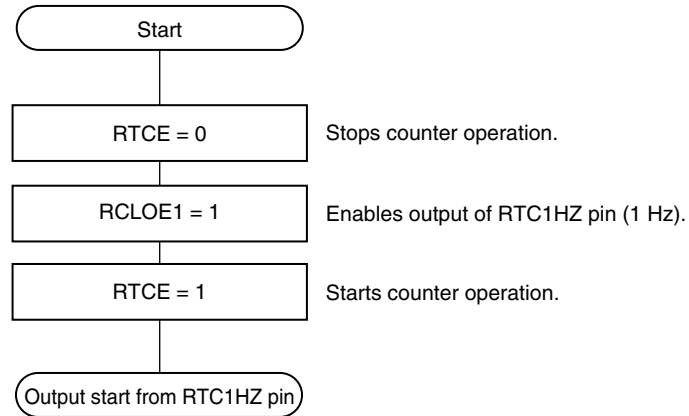 Start
RTCE = 0
Stops counter operation.
RCLOE1 = 1
Enables output of RTC1HZ pin (1 Hz).
RTCE = 1
Starts counter operation.
Output start from RTC1HZ pin